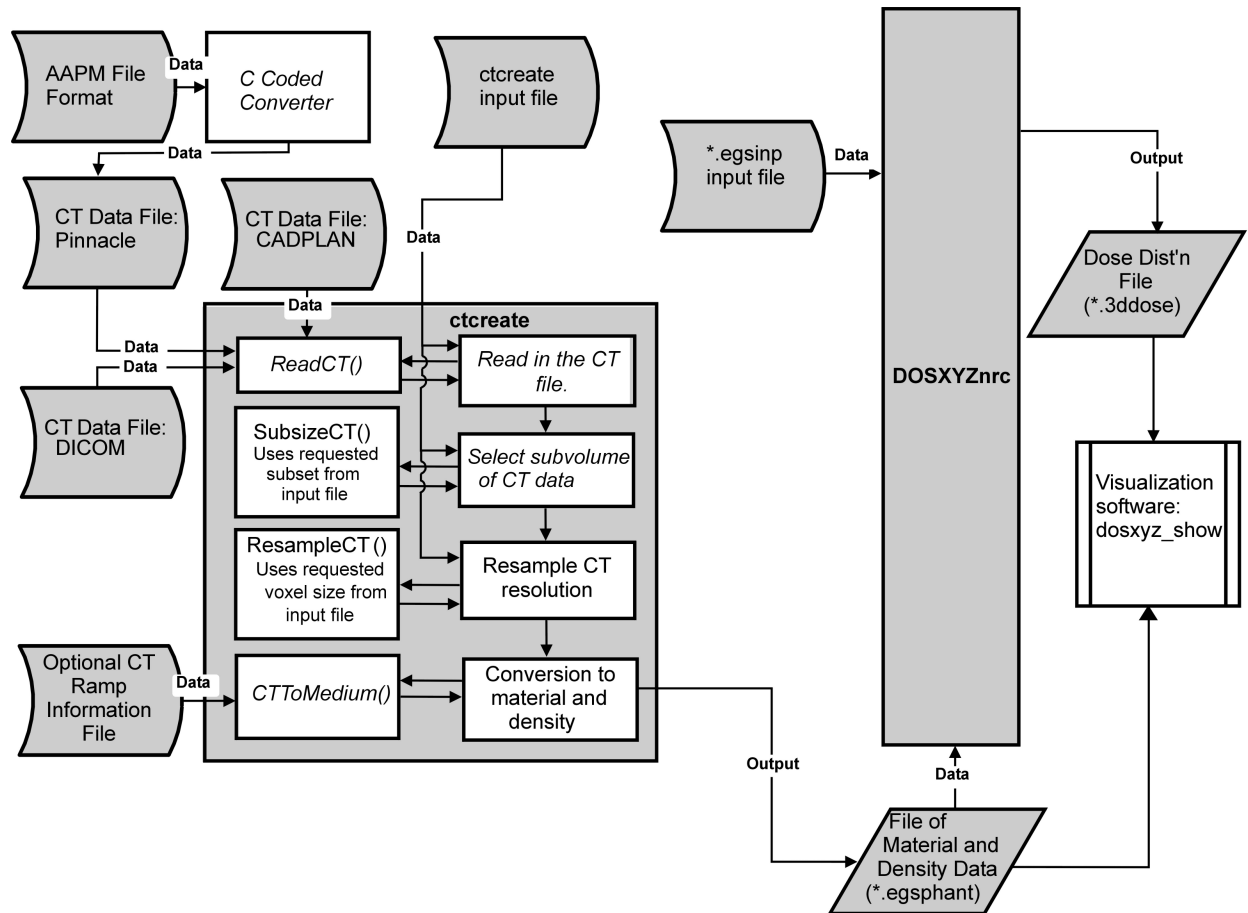 AAPM File
Format
Data
C Coded
Converter
Data
ctcreate
input file
*.egsinp
input file
Data
DOSXYZnrc
Output
Dose Dist'n
File
(*.3ddose)
Visualization
software:
dosxyz_show
CT Data File:
Pinnacle
CT Data File:
CADPLAN
Data
Data
ctcreate
Data
Data
ReadCT()
Read in the CT
file.
CT Data File:
DICOM
SubsizeCT()
Uses requested
subset from
input file
Select subvolume
of CT data
ResampleCT()
Uses requested
voxel size from
input file
Resample CT
resolution
Optional CT
Ramp
Information
File
Data
CTToMedium()
Conversion to
material and
density
Output
Data
File of
Material and
Density Data
(*.egsphant)